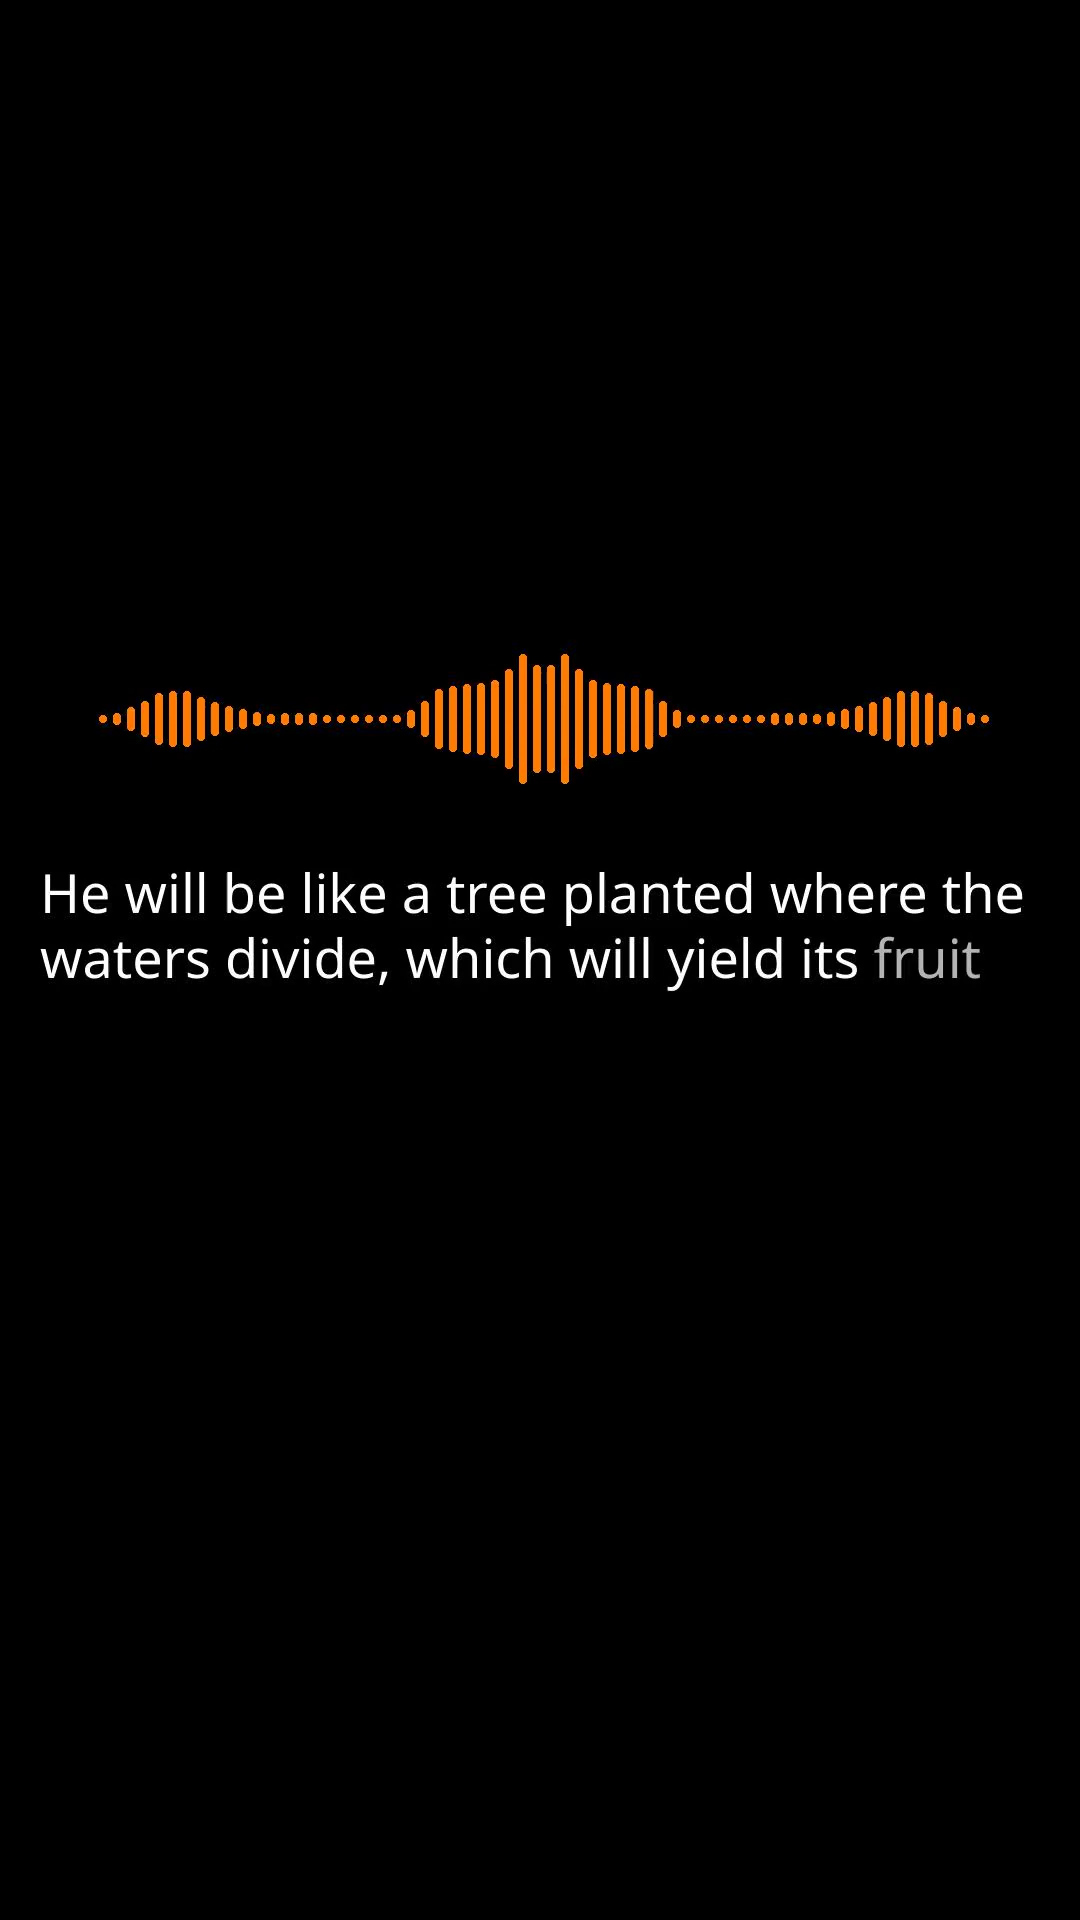 He will be like a tree planted where the
waters divide, which will yield its fruit